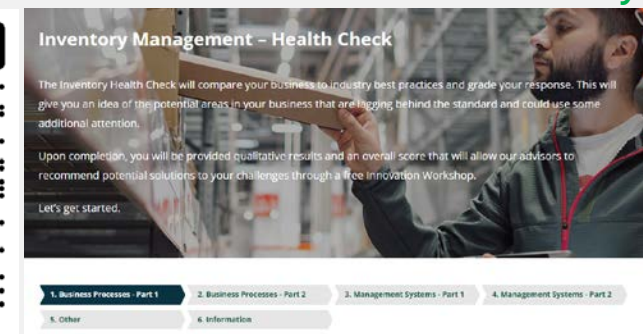 Inventory Management – Health Check
The Inventory Health Check will compare your business to industry best practices and grade your response. This will
give you an idea of the potential areas in your business that are lagging behind the standard and could use some
additional attention.
Upon completion, you will be provided qualitative results and an overall score that will allow our advisors to
recommend potential solutions to your challenges through a free Innovation Workshop.
Let's get started.
1. Business Processes - Part 1
2. Business Processes - Part 2
3. Management Systems - Part 1
4. Management Systems - Part 2
5. Other
6. Information